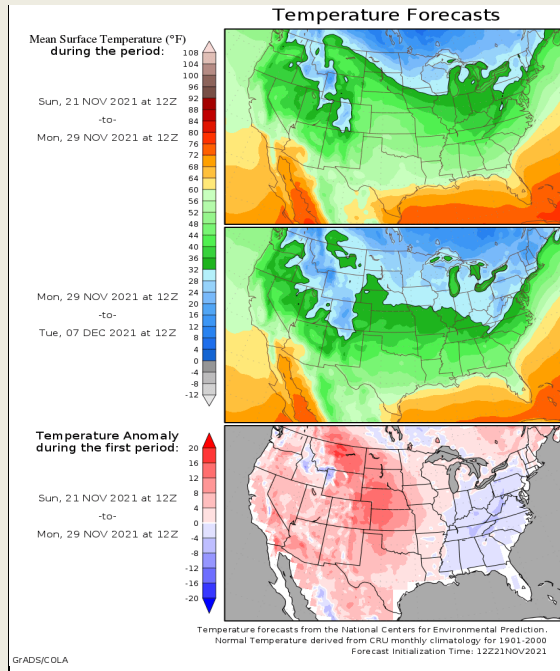 Temperature Forecasts
Mean Surface Temperature (°F)
during the period:
108
104
100
96
92
88
84
80
76
72
68
64
60
56
52
48
44
40
36
32
28
24
20
16
12
8
4
0
-4
-8
-12
Sun, 21 NOV 2021 at 12Z
-to-
Mon, 29 NOV 2021 at 12Z
Mon, 29 NOV 2021 at 12Z
-to-
Tue, 07 DEC 2021 at 12Z
Temperature Anomaly
during the first period:
20
16
12
8
4
0
-4
-8
-12
-16
-20
Sun, 21 NOV 2021 at 12Z
-to-
Mon, 29 NOV 2021 at 12Z
Temperature forecasts from the National Centers for Environmental Prediction.
Normal Temperature derived from CRU monthly climatology for 1901-2000
Forecast Initialization Time: 12Z21NOV2021
GrADS/COLA